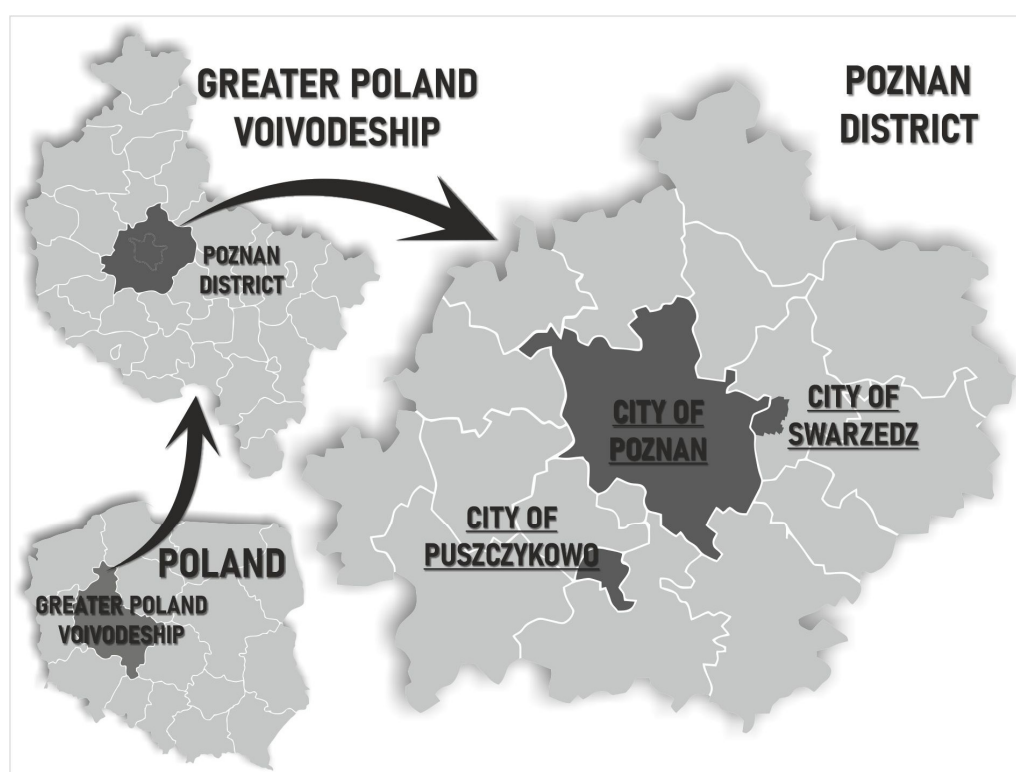 GREATER POLAND
VOIVODESHIP
POZNAN
DISTRICT
POZNAN
DISTRICT
CITY OF
POZNAN
CITY OF
SWARZEDZ
CITY OF
PUSZCZYKOWO
POLAND
GREATER POLAND
VOIVODESHIP